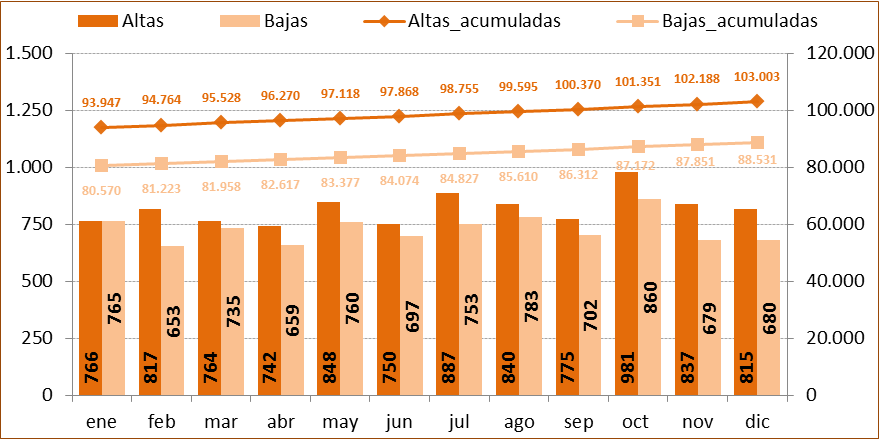 Altas Bajas Altas_acumuladas Bajas_acumuladas
1.500 120.000
93.947 94.764 95.528 96.270 97.118 97.868 98.755 99.595 100.370 101.351 102.188 103.003
1.250 100.000
1.000 80.000
80.570 81.223 81.958 82.617 83.377 84.074 84.827 85.610 86.312 87.172 87.851 88.531
750 60.000
500 40.000
250 20.000
766 765 817 653 764 735 742 659 848 760 750 697 887 753 840 783 775 702 981 860 837 679 815 680
0 0
ene feb mar abr may jun jul ago sep oct nov dic